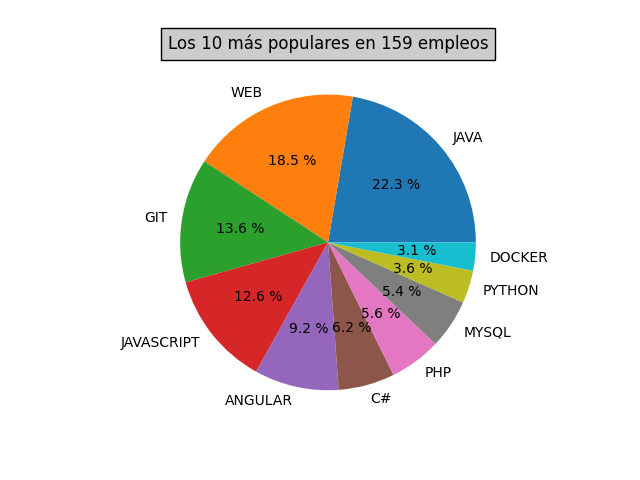 Los 10 más populares en 159 empleos
WEB
JAVA
18.5 %
22.3 %
GIT
13.6 %
3.1 %
DOCKER
3.6 %
PYTHON
12.6 %
5.4 %
JAVASCRIPT
9.2 %
6.2 %
5.6 %
MYSQL
ANGULAR
C#
PHP